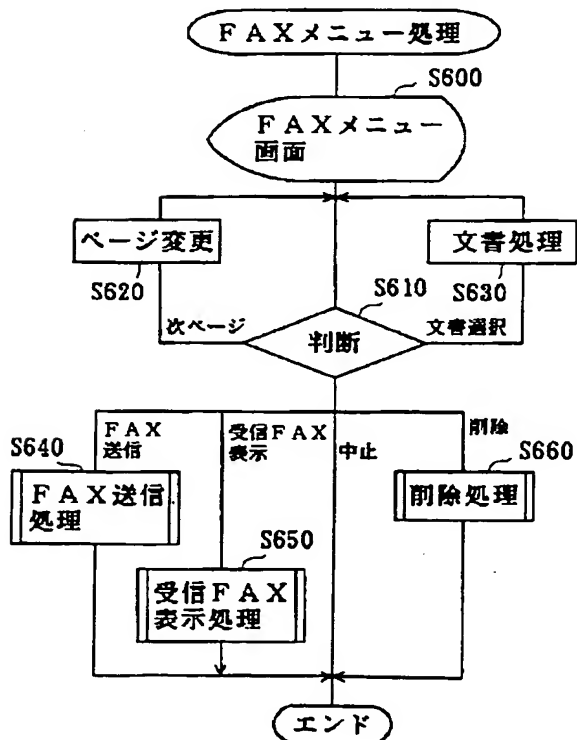 ＦＡＸメニュー処理
S600
ＦＡＸメニュー
画面
ページ変更
S620
文書処理
S630
S610
次ページ
判断
文書選択
S640
ＦＡＸ
送信
受信ＦＡＸ
表示
中止
削除
S660
ＦＡＸ送信
処理
削除処理
S650
受信ＦＡＸ
表示処理
エンド